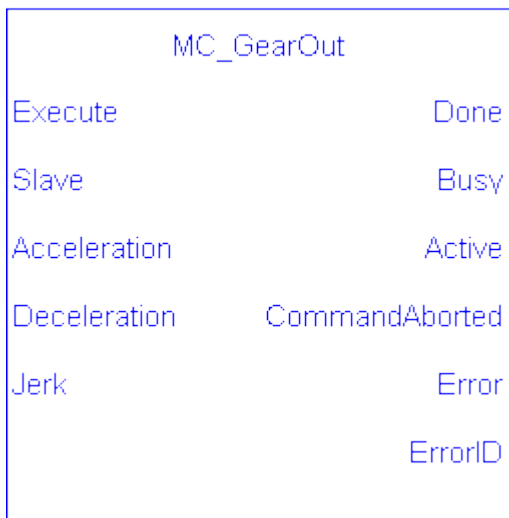 MC_GearOut
Execute Done
Slave Busy
Acceleration Active
Deceleration CommandAborted
Jerk Error
ErrorID